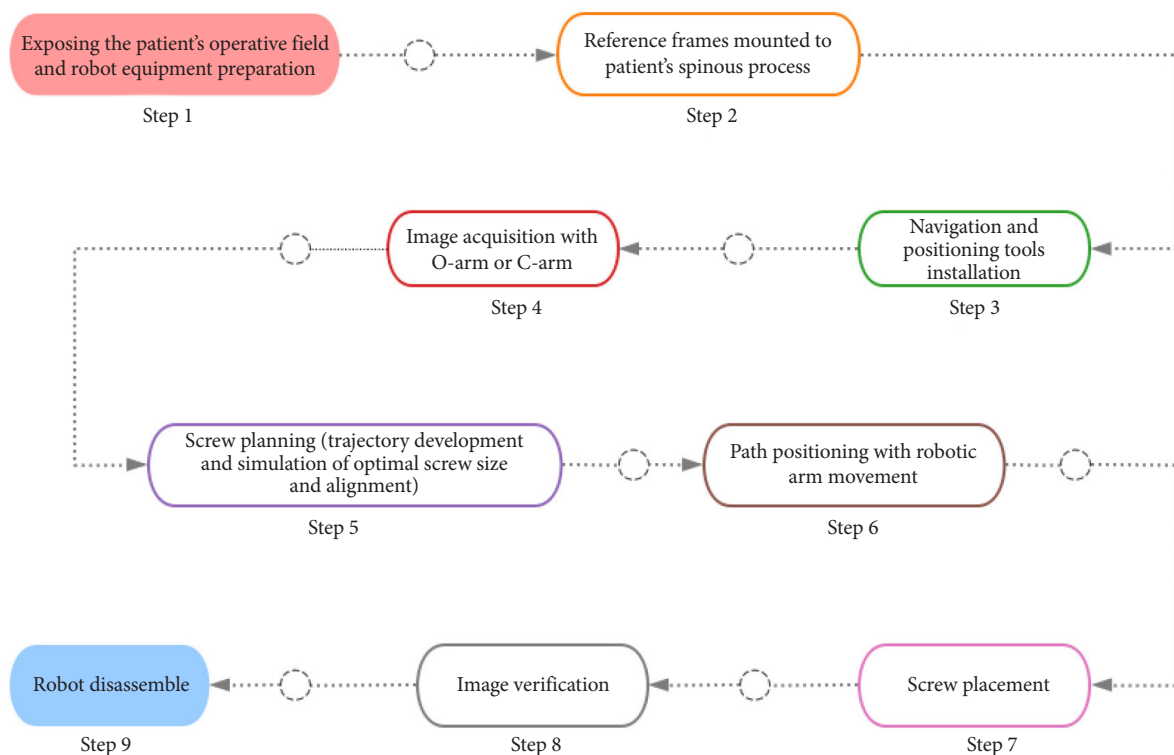 Exposing the patient's operative field
and robot equipment preparation
Step 1
Reference frames mounted to
patient's spinous process
Step 2
Navigation and
positioning tools
installation
Step 3
Image acquisition with
O-arm or C-arm
Step 4
Screw planning (trajectory development
and simulation of optimal screw size
and alignment)
Step 5
Path positioning with robotic
arm movement
Step 6
Screw placement
Step 7
Image verification
Step 8
Robot disassemble
Step 9